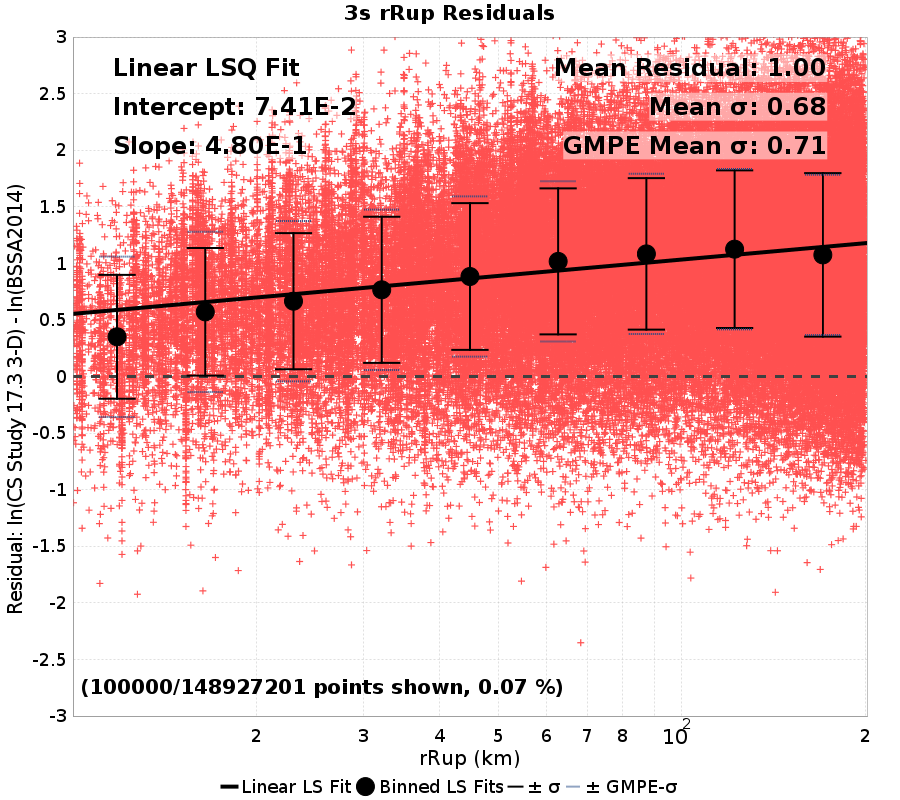 3s rRup Residuals
Linear LSQ Fit
Intercept: 7.41E-2
Slope: 4.80E-1
Mean Residual: 1.00
Mean σ: 0.68
GMPE Mean σ: 0.71
3
2.5
2
1.5
1
0.5
0
-0.5
-1
-1.5
-2
-2.5
-3
Residual: ln(CS Study 17.3 3-D) - ln(BSSA2014)
(100000/148927201 points shown, 0.07 %)
2 3 4 5 6 7 8 10² 2
rRup (km)
Linear LS Fit Binned LS Fits ± σ ± GMPE-σ